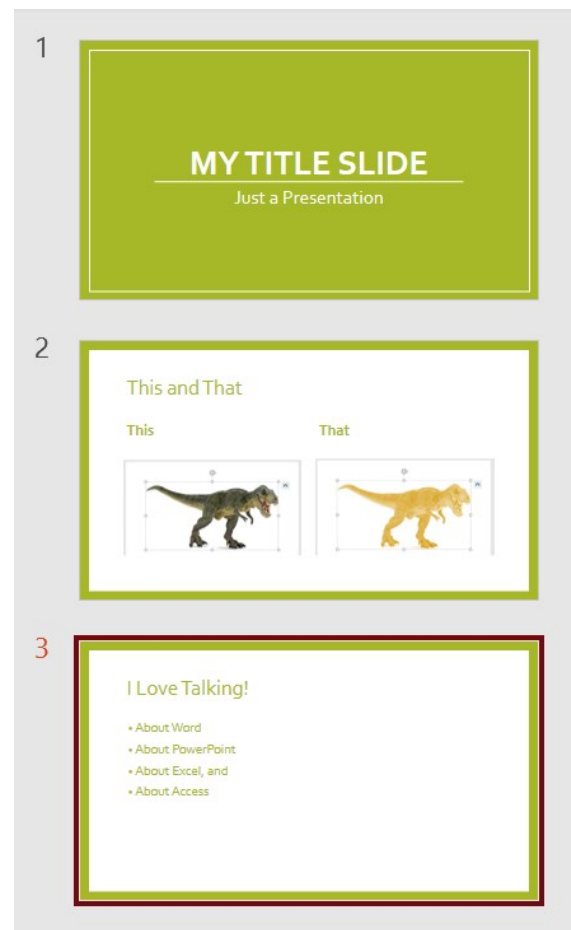 1
MY TITLE SLIDE
Just a Presentation
2
This and That
This That
3
I Love Talking!
• About Word
• About PowerPoint
• About Excel, and
• About Access